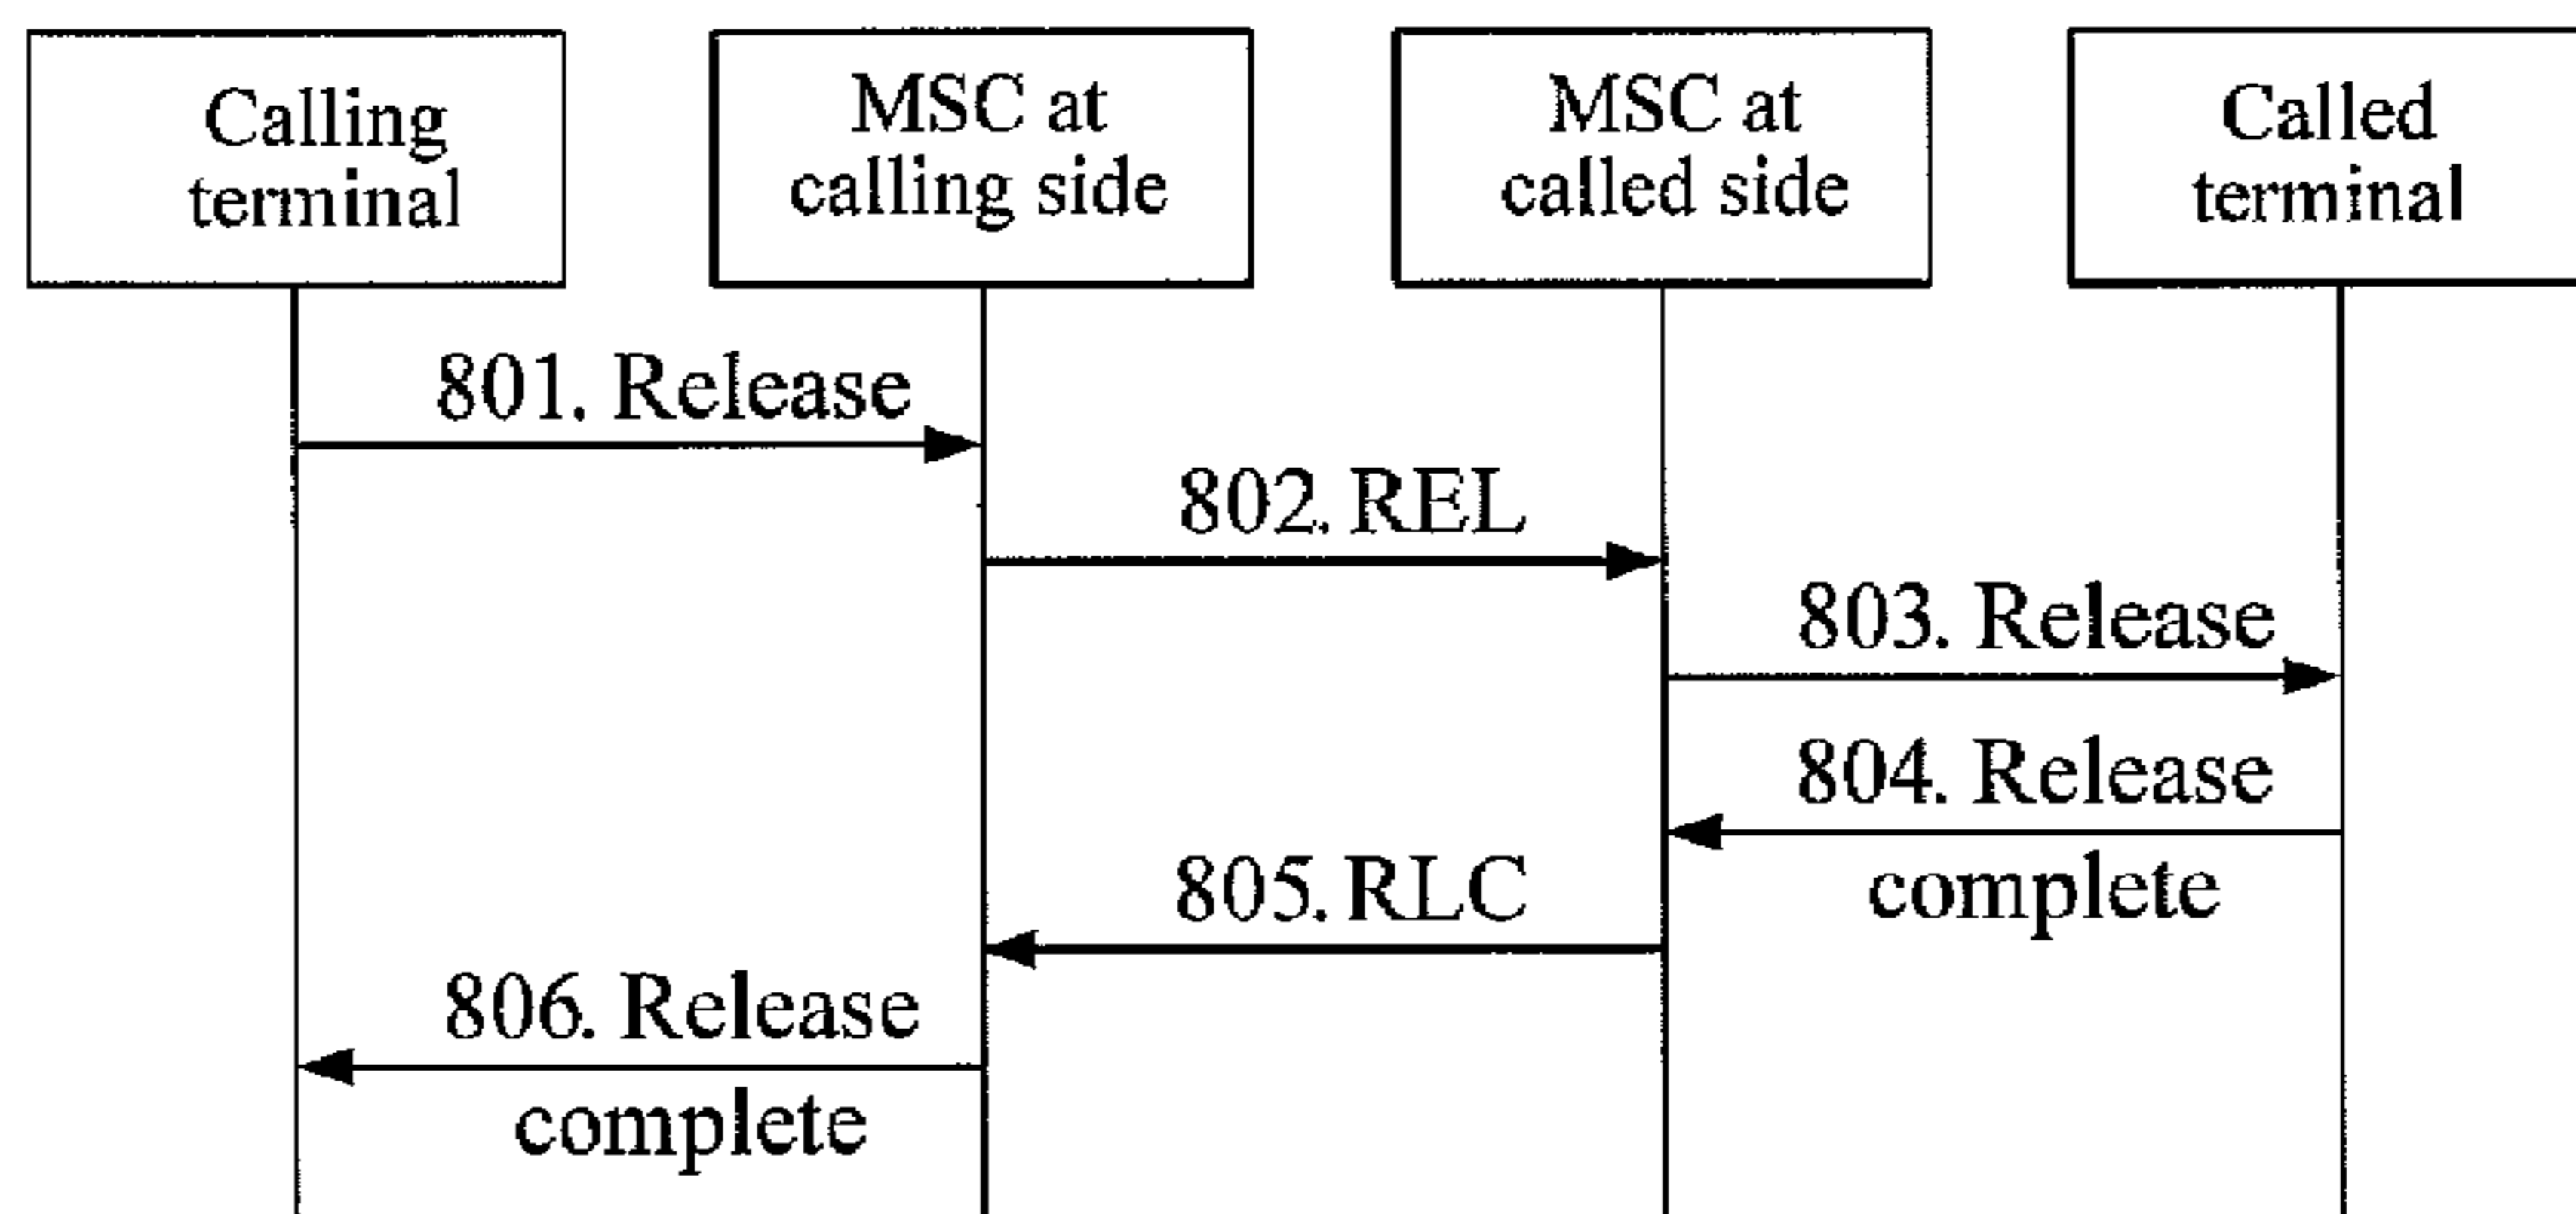 Calling
terminal
MSC at
calling side
MSC at
called side
Called
terminal
801. Release
802. REL
803. Release
804. Release
complete
805. RLC
806. Release
complete